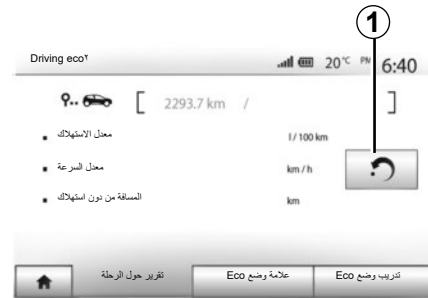 1
Driving eco² 20°C PM 6:40
[ 2293.7 km / ]
معدل الاستهلاك l / 100 km
معدل السرعة km / h
المسافة من دون استهلاك km
تقرير حول الرحلة علامة وضع Eco تدريب وضع Eco